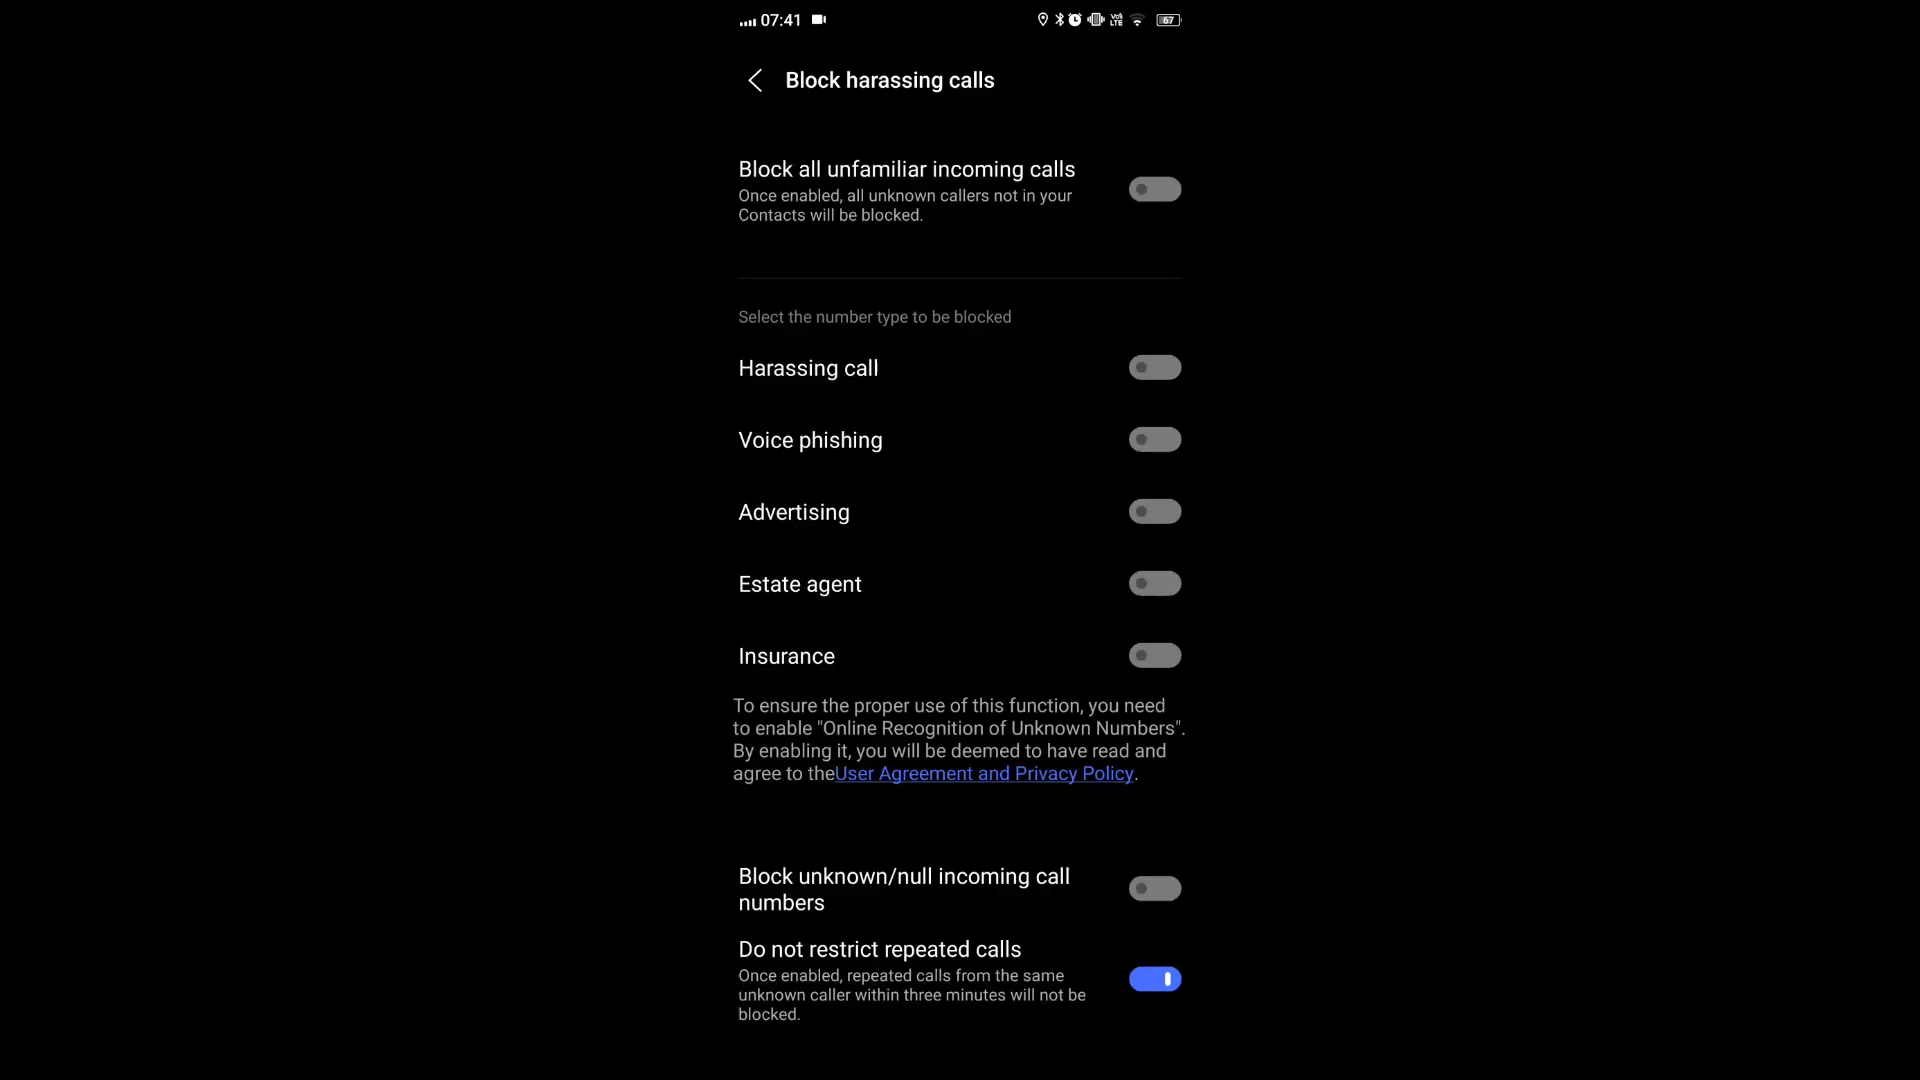 07:41
Vo)) LTE
67
Block harassing calls
Block all unfamiliar incoming calls
Once enabled, all unknown callers not in your
Contacts will be blocked.
Select the number type to be blocked
Harassing call
Voice phishing
Advertising
Estate agent
Insurance
To ensure the proper use of this function, you need
to enable "Online Recognition of Unknown Numbers".
By enabling it, you will be deemed to have read and
agree to theUser Agreement and Privacy Policy.
Block unknown/null incoming call
numbers
Do not restrict repeated calls
Once enabled, repeated calls from the same
unknown caller within three minutes will not be
blocked.